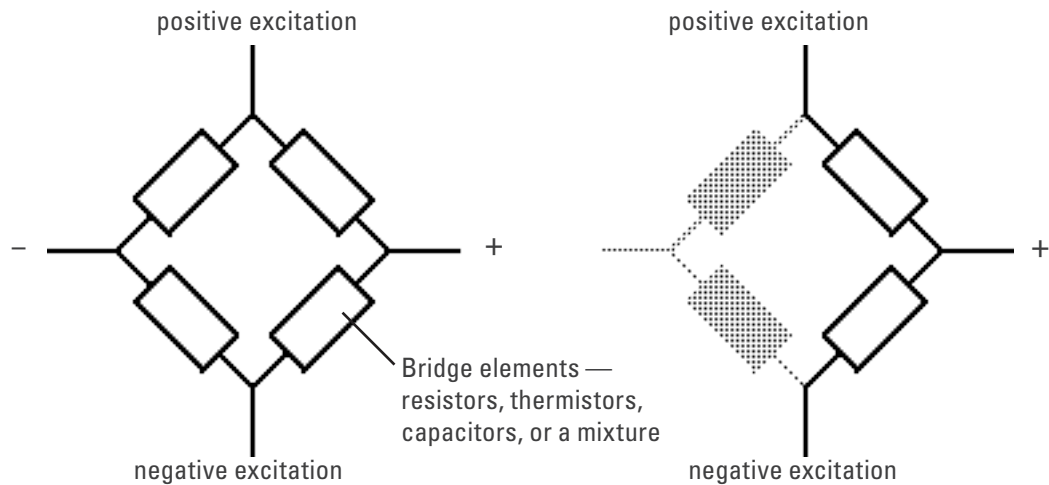 positive excitation
positive excitation
–
+
+
Bridge elements —
resistors, thermistors,
capacitors, or a mixture
negative excitation
negative excitation